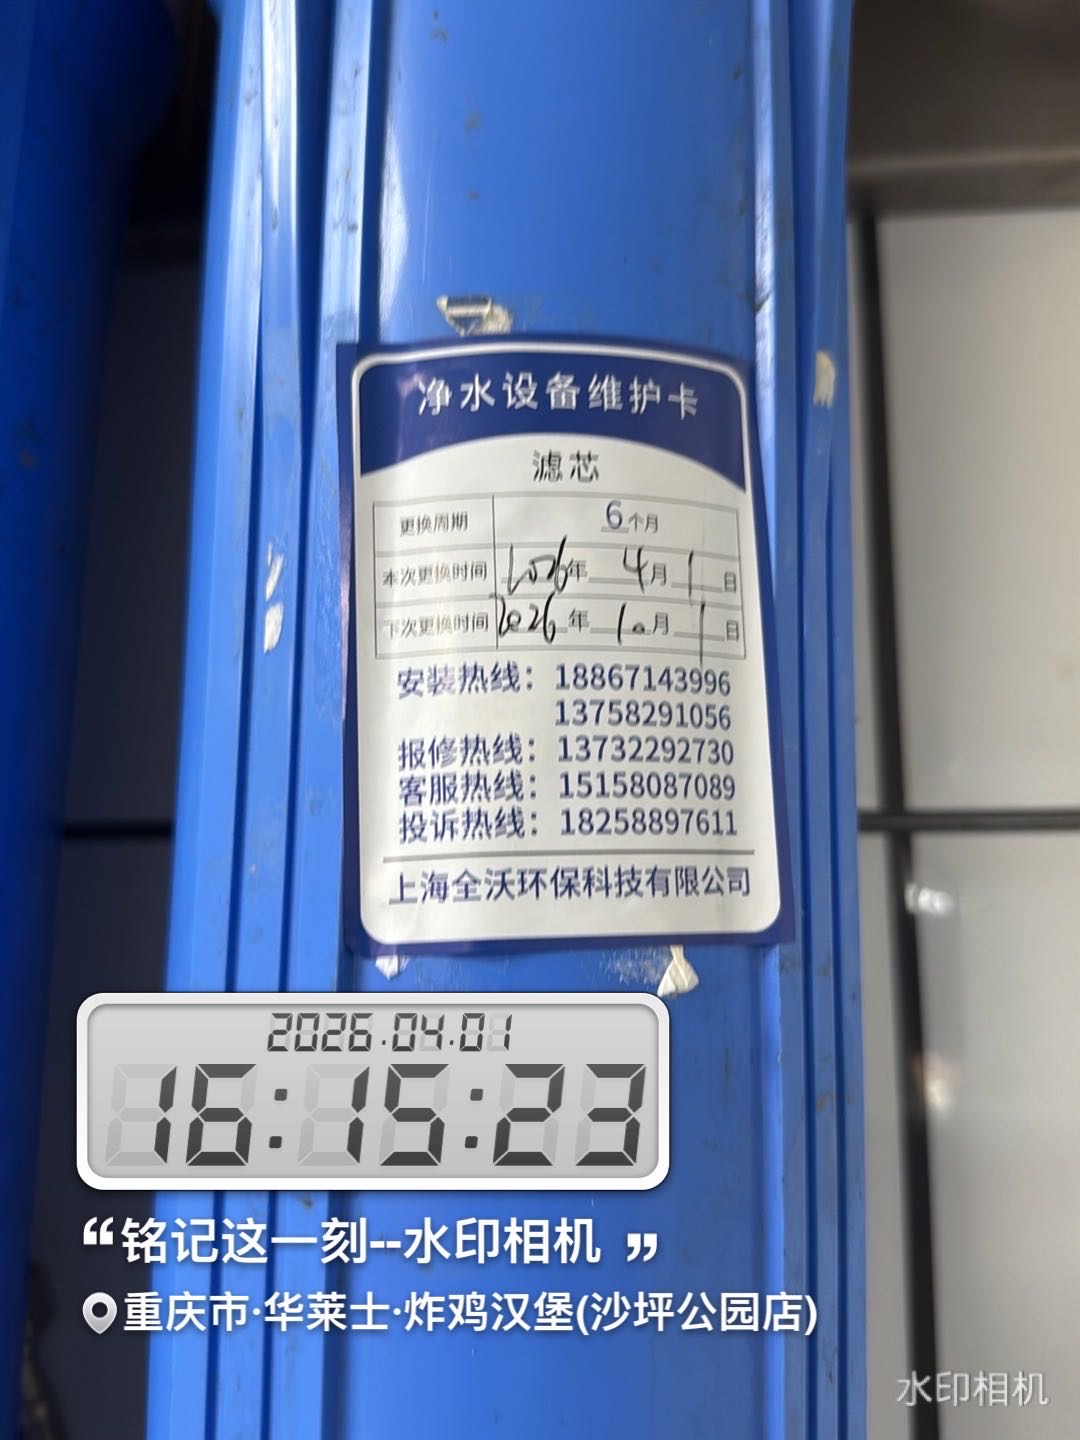 净水设备维护卡
滤芯
更换周期 6个月
本次更换时间 2026年 4月 1日
下次更换时间 2026年 10月 1日
安装热线：18867143996
13758291056
报修热线：13732292730
客服热线：15158087089
投诉热线：18258897611
上海全沃环保科技有限公司
2026.04.01
16:15:23
“铭记这一刻--水印相机 ”
重庆市·华莱士·炸鸡汉堡(沙坪公园店)
水印相机